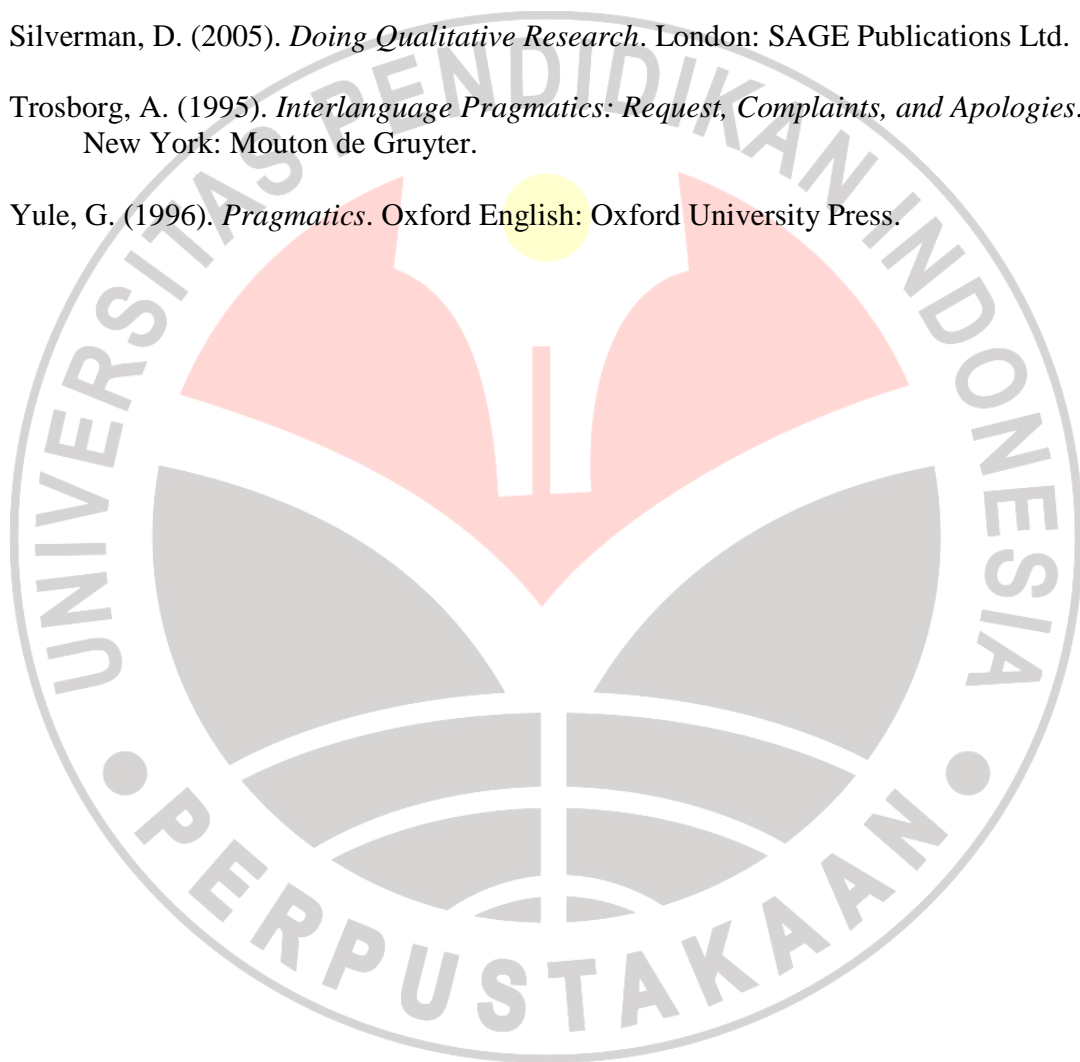 Silverman, D. (2005). Doing Qualitative Research. London: SAGE Publications Ltd.
Trosborg, A. (1995). Interlanguage Pragmatics: Request, Complaints, and Apologies.
New York: Mouton de Gruyter.
Yule, G. (1996). Pragmatics. Oxford English: Oxford University Press.
UNIVERSITAS PENDIDIKAN INDONESIA
PERPUSTAKAAN